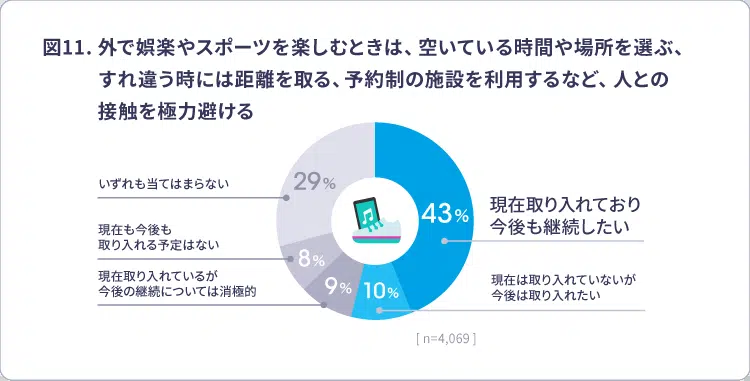 図11. 外で娯楽やスポーツを楽しむときは、空いている時間や場所を選ぶ、
すれ違う時には距離を取る、予約制の施設を利用するなど、人との
接触を極力避ける
いずれも当てはまらない
29%
43%
現在取り入れており
今後も継続したい
現在も今後も
取り入れる予定はない
8%
現在取り入れているが
今後の継続については消極的
9%
10%
現在は取り入れていないが
今後は取り入れたい
[ n=4,069 ]